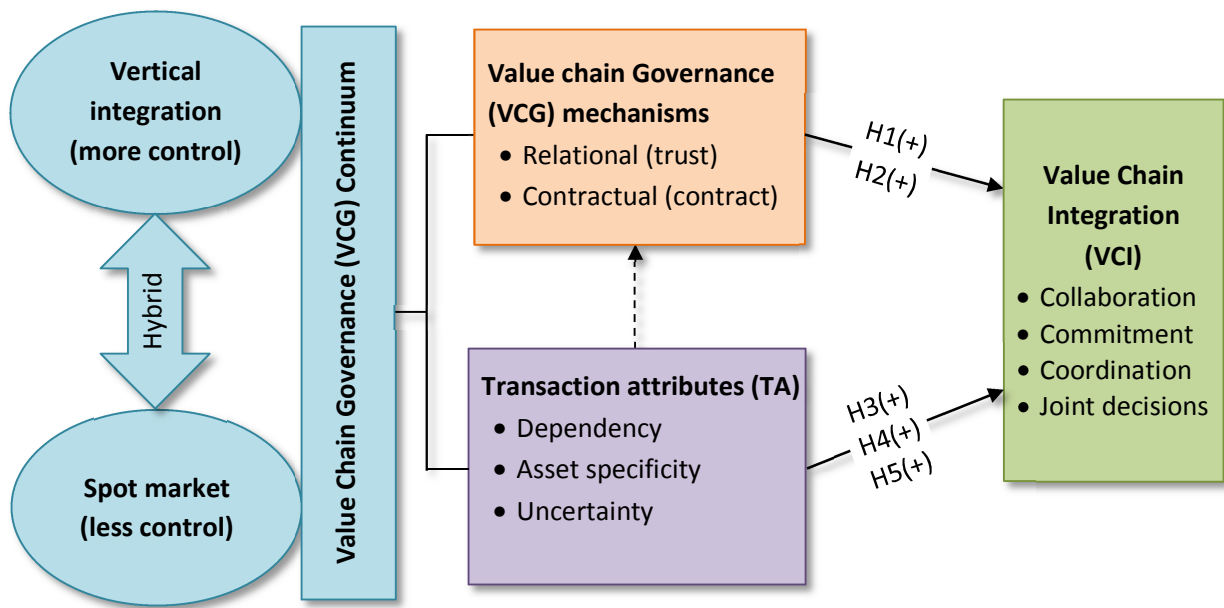 Vertical
integration
(more control)
Hybrid
Spot market
(less control)
Value Chain Governance (VCG) Continuum
Value chain Governance
(VCG) mechanisms
• Relational (trust)
• Contractual (contract)
Transaction attributes (TA)
• Dependency
• Asset specificity
• Uncertainty
H1(+)
H2(+)
H3(+)
H4(+)
H5(+)
Value Chain
Integration
(VCI)
• Collaboration
• Commitment
• Coordination
• Joint decisions